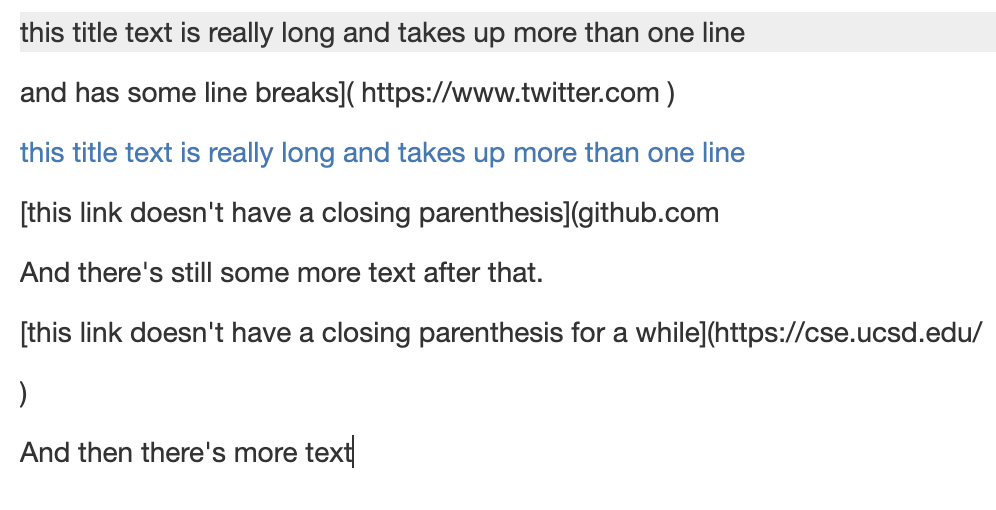 this title text is really long and takes up more than one line
and has some line breaks]( https://www.twitter.com )
this title text is really long and takes up more than one line
[this link doesn't have a closing parenthesis](github.com
And there's still some more text after that.
[this link doesn't have a closing parenthesis for a while](https://cse.ucsd.edu/
)
And then there's more text